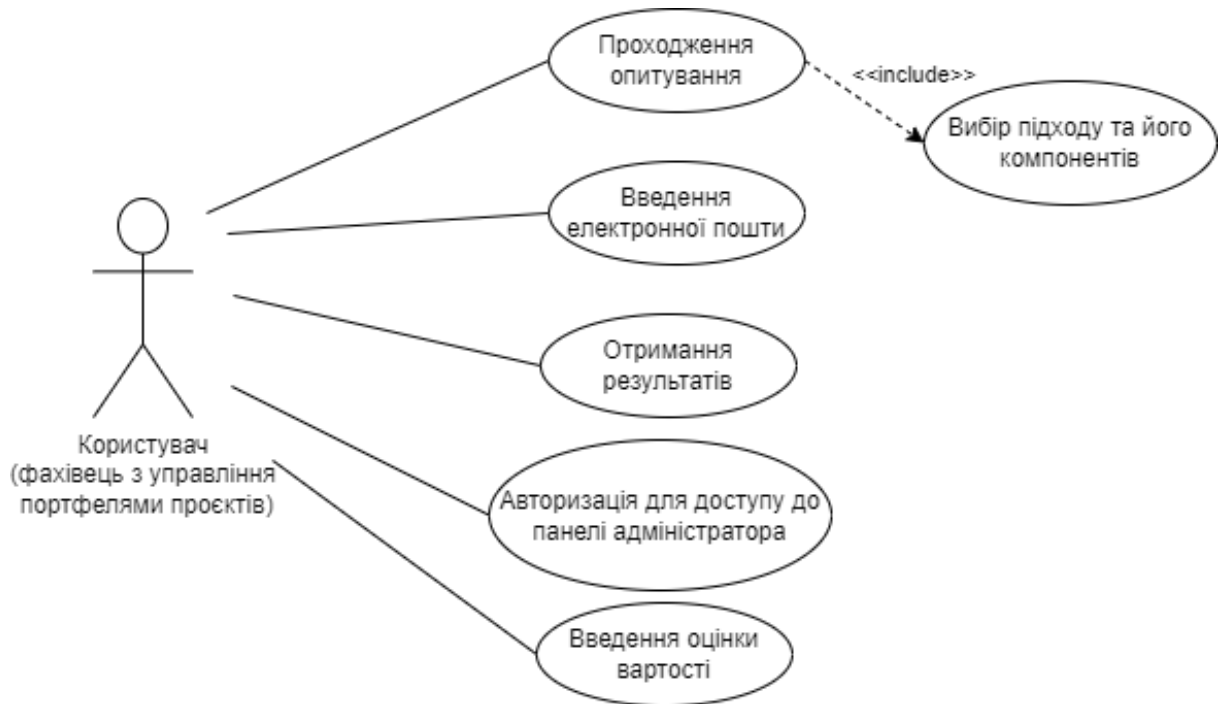 Проходження
опитування
<<include>>
Вибір підходу та його
компонентів
Введення
електронної пошти
Отримання
результатів
Користувач
(фахівець з управління
портфелями проєктів)
Авторизація для доступу до
панелі адміністратора
Введення оцінки
вартості